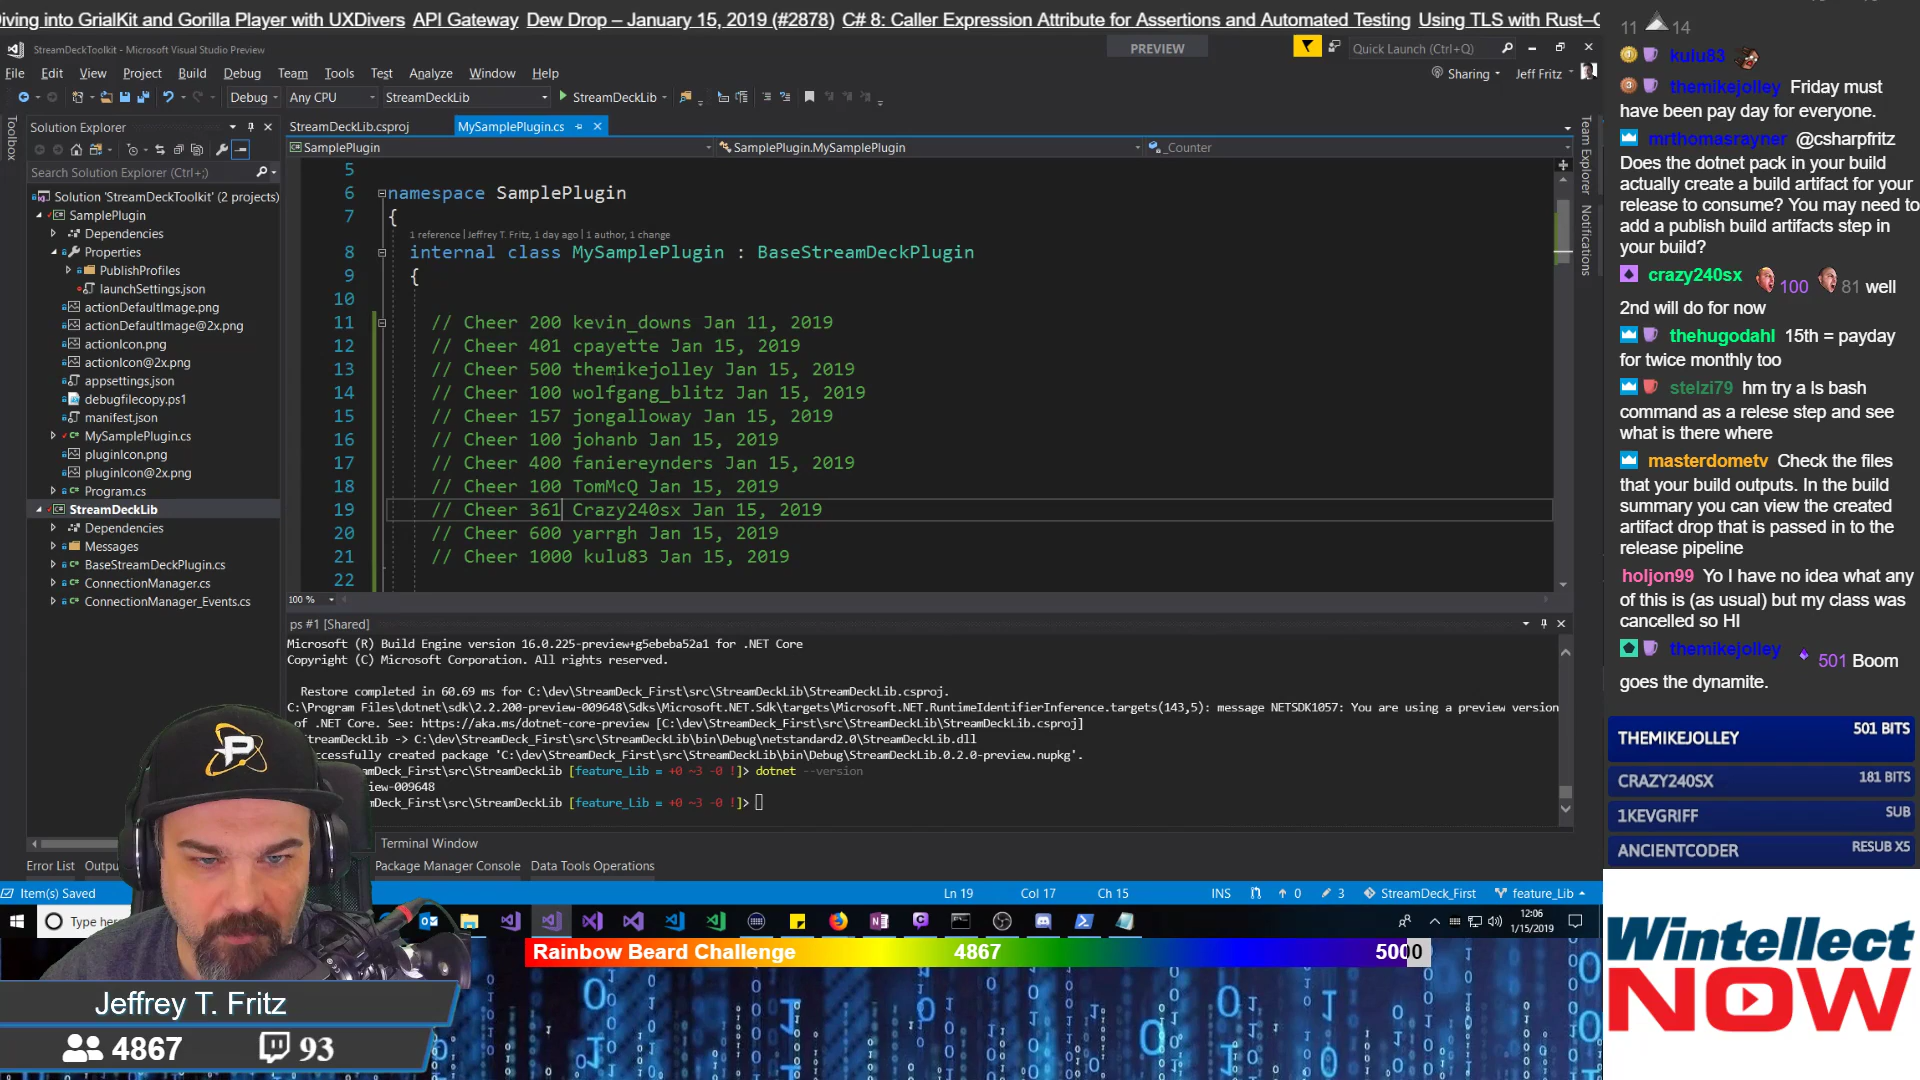 iving into GrialKit and Gorilla Player with UXDivers API Gateway Dew Drop – January 15, 2019 (#2878) C# 8: Caller Expression Attribute for Assertions and Automated Testing Using TLS with Rust–
StreamDeckToolkit - Microsoft Visual Studio Preview
PREVIEW
Quick Launch (Ctrl+Q)
File Edit View Project Build Debug Team Tools Test Analyze Window Help
Sharing
Jeff Fritz
Debug
Any CPU
StreamDeckLib
StreamDeckLib
Toolbox
Solution Explorer
Search Solution Explorer (Ctrl+;)
Solution 'StreamDeckToolkit' (2 projects)
SamplePlugin
Dependencies
Properties
PublishProfiles
launchSettings.json
actionDefaultImage.png
actionDefaultImage@2x.png
actionIcon.png
actionIcon@2x.png
appsettings.json
debugfilecopy.ps1
manifest.json
MySamplePlugin.cs
pluginIcon.png
pluginIcon@2x.png
Program.cs
StreamDeckLib
Dependencies
Messages
BaseStreamDeckPlugin.cs
ConnectionManager.cs
ConnectionManager_Events.cs
StreamDeckLib.csproj
MySamplePlugin.cs
SamplePlugin
SamplePlugin.MySamplePlugin
_Counter
5
6 namespace SamplePlugin
7 {
1 reference | Jeffrey T. Fritz, 1 day ago | 1 author, 1 change
8 internal class MySamplePlugin : BaseStreamDeckPlugin
9 {
10
11 // Cheer 200 kevin_downs Jan 11, 2019
12 // Cheer 401 cpayette Jan 15, 2019
13 // Cheer 500 themikejolley Jan 15, 2019
14 // Cheer 100 wolfgang_blitz Jan 15, 2019
15 // Cheer 157 jongalloway Jan 15, 2019
16 // Cheer 100 johanb Jan 15, 2019
17 // Cheer 400 faniereynders Jan 15, 2019
18 // Cheer 100 TomMcQ Jan 15, 2019
19 // Cheer 361 Crazy240sx Jan 15, 2019
20 // Cheer 600 yarrgh Jan 15, 2019
21 // Cheer 1000 kulu83 Jan 15, 2019
22
100 %
Team Explorer
Notifications
ps #1 [Shared]
Microsoft (R) Build Engine version 16.0.225-preview+g5ebeba52a1 for .NET Core
Copyright (C) Microsoft Corporation. All rights reserved.
Restore completed in 60.69 ms for C:\dev\StreamDeck_First\src\StreamDeckLib\StreamDeckLib.csproj.
C:\Program Files\dotnet\sdk\2.2.200-preview-009648\Sdks\Microsoft.NET.Sdk\targets\Microsoft.NET.RuntimeIdentifierInference.targets(143,5): message NETSDK1057: You are using a preview version
of .NET Core. See: https://aka.ms/dotnet-core-preview [C:\dev\StreamDeck_First\src\StreamDeckLib\StreamDeckLib.csproj]
StreamDeckLib -> C:\dev\StreamDeck_First\src\StreamDeckLib\bin\Debug\netstandard2.0\StreamDeckLib.dll
uccessfully created package 'C:\dev\StreamDeck_First\src\StreamDeckLib\bin\Debug\StreamDeckLib.0.2.0-preview.nupkg'.
eamDeck_First\src\StreamDeckLib [feature_Lib ≡ +0 ~3 -0 !]> dotnet --version
view-009648
mDeck_First\src\StreamDeckLib [feature_Lib ≡ +0 ~3 -0 !]>
Terminal Window
Error List
Outpu
Package Manager Console
Data Tools Operations
Item(s) Saved
Ln 19
Col 17
Ch 15
INS
0
3
StreamDeck_First
feature_Lib
Type her
12:06
1/15/2019
Rainbow Beard Challenge 4867 5000
Jeffrey T. Fritz
4867 93
11 14
kulu83
themikejolley Friday must
have been pay day for everyone.
mrthomasrayner @csharpfritz
Does the dotnet pack in your build
actually create a build artifact for your
release to consume? You may need to
add a publish build artifacts step in
your build?
crazy240sx 100 81 well
2nd will do for now
thehugodahl 15th = payday
for twice monthly too
stelzi79 hm try a ls bash
command as a relese step and see
what is there where
masterdometv Check the files
that your build outputs. In the build
summary you can view the created
artifact drop that is passed in to the
release pipeline
holjon99 Yo I have no idea what any
of this is (as usual) but my class was
cancelled so HI
themikejolley 501 Boom
goes the dynamite.
THEMIKEJOLLEY 501 BITS
CRAZY240SX 181 BITS
1KEVGRIFF SUB
ANCIENTCODER RESUB X5
Wintellect
NOW